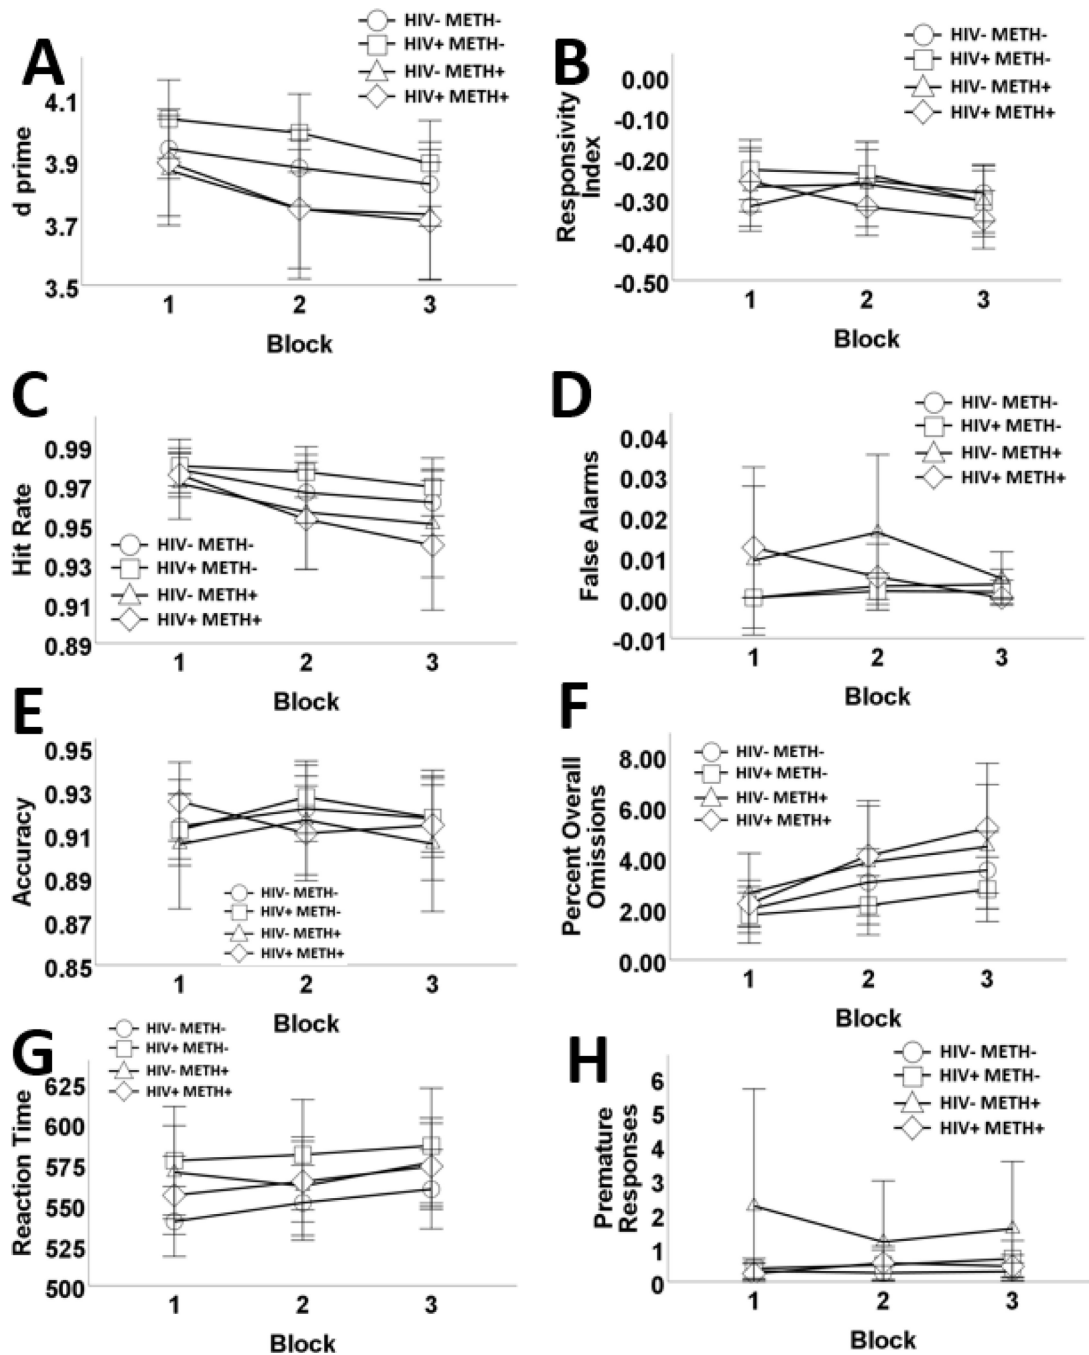 A
HIV- METH-
HIV+ METH-
HIV- METH+
HIV+ METH+
d prime
4.1
3.9
3.7
3.5
1 2 3
Block
B
HIV- METH-
HIV+ METH-
HIV- METH+
HIV+ METH+
Responsivity
Index
0.00
-0.10
-0.20
-0.30
-0.40
-0.50
1 2 3
Block
C
Hit Rate
0.99
0.97
0.95
0.93
0.91
0.89
HIV- METH-
HIV+ METH-
HIV- METH+
HIV+ METH+
1 2 3
Block
D
HIV- METH-
HIV+ METH-
HIV- METH+
HIV+ METH+
False Alarms
0.04
0.03
0.02
0.01
0.00
-0.01
1 2 3
Block
E
Accuracy
0.95
0.93
0.91
0.89
0.87
0.85
HIV- METH-
HIV+ METH-
HIV- METH+
HIV+ METH+
1 2 3
Block
F
HIV- METH-
HIV+ METH-
HIV- METH+
HIV+ METH+
Percent Overall
Omissions
8.00
6.00
4.00
2.00
0.00
1 2 3
Block
G
HIV- METH-
HIV+ METH-
HIV- METH+
HIV+ METH+
Reaction Time
625
600
575
550
525
500
1 2 3
Block
H
HIV- METH-
HIV+ METH-
HIV- METH+
HIV+ METH+
Premature
Responses
6
5
4
3
2
1
0
1 2 3
Block